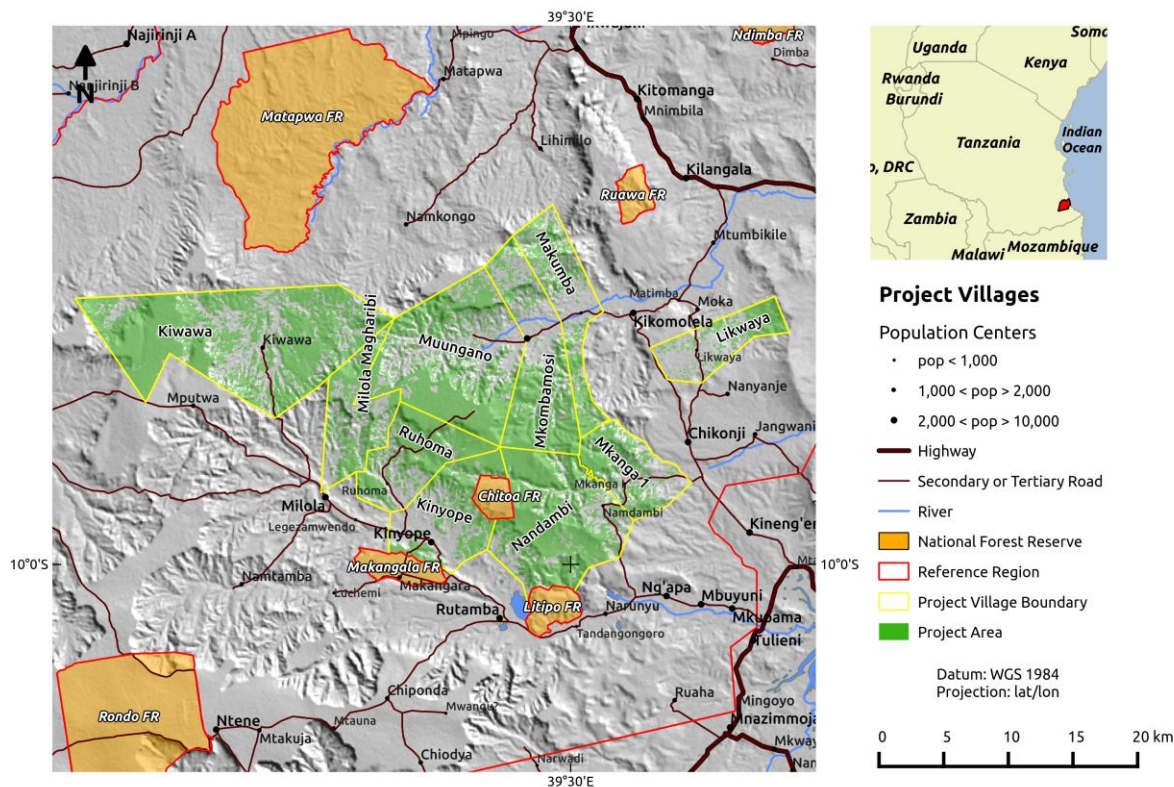 39°30'E
Najirinji A
Nanjirinji B
N
Mpingo
Matapwa
Matapwa FR
Ndimba FR
Dimba
Kitomanga
Mnimbila
Lihimilo
Kilangala
Ruawa FR
Namkongo
Mtumbikile
Makumba
Matimba
Moka
Kikomolela
Likwaya
Likwaya
Kiwawa
Kiwawa
Milola Magharibi
Muungano
Mkombamosi
Nanyanje
Mputwa
Chikonji
Jangwani
Ruhoma
Mkanga 1
Mkanga
Ruhoma
Chitoa FR
Milola
Kinyope
Nandambi
Namdambi
Legezamwendo
Kinyope
Kineng'er
10°0'S
10°0'S
Makangala FR
Namtamba
Makangara
Luchemi
Litipo FR
Ng'apa
Mbuyuni
Narunyu
Mkupama
Rutamba
Tandangongoro
Tulieni
Chiponda
Ruaha
Mingoyo
Mwangu?
Rondo FR
Ntene
Mtauna
Mtakuja
Mnazimmoja
Mkway
Chiodya
Narwadi
39°30'E
Uganda
Kenya
Rwanda
Burundi
Indian
Ocean
Tanzania
o, DRC
Zambia
Malawi
Mozambique
Project Villages
Population Centers
pop < 1,000
1,000 < pop > 2,000
2,000 < pop > 10,000
Highway
Secondary or Tertiary Road
River
National Forest Reserve
Reference Region
Project Village Boundary
Project Area
Datum: WGS 1984
Projection: lat/lon
0 5 10 15 20 km